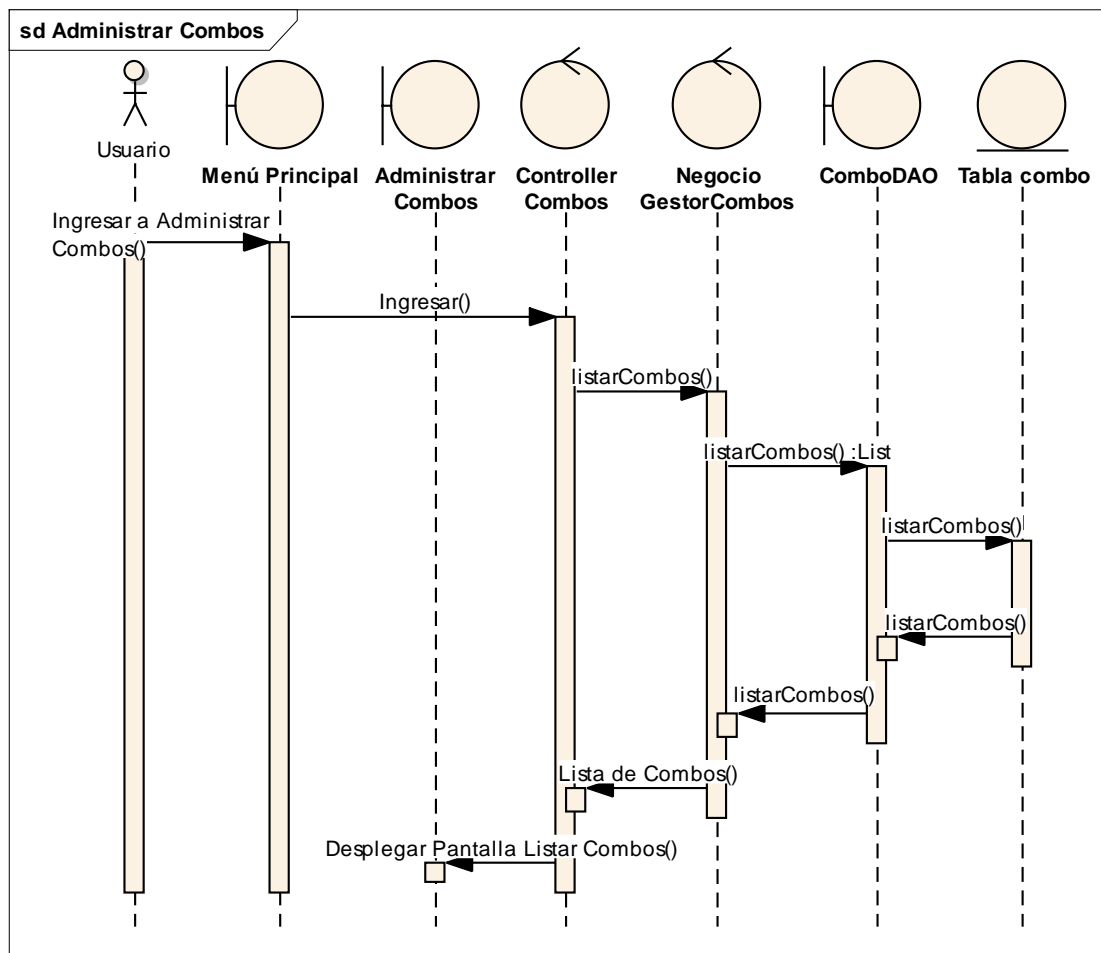 sd Administrar Combos
Usuario
Menú Principal
Administrar
Combos
Controller
Combos
Negocio
GestorCombos
ComboDAO
Tabla combo
Ingresar a Administrar
Combos()
Ingresar()
listarCombos()
listarCombos() :List
listarCombos()
listarCombos()
listarCombos()
Lista de Combos()
Desplegar Pantalla Listar Combos()